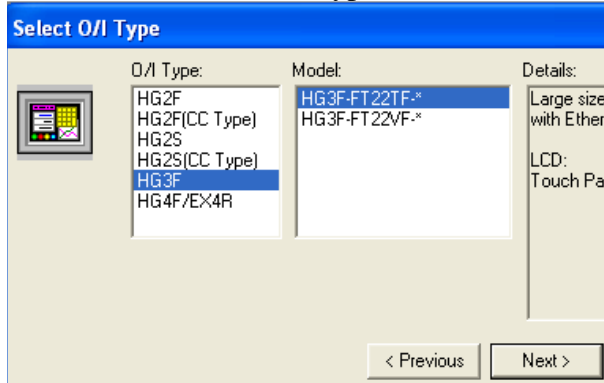 Select O/I Type
O/I Type:
HG2F
HG2F(CC Type)
HG2S
HG2S(CC Type)
HG3F
HG4F/EX4R
Model:
HG3F-FT22TF-*
HG3F-FT22VF-*
Details:
Large size
with Ether
LCD:
Touch Pa
< Previous
Next >